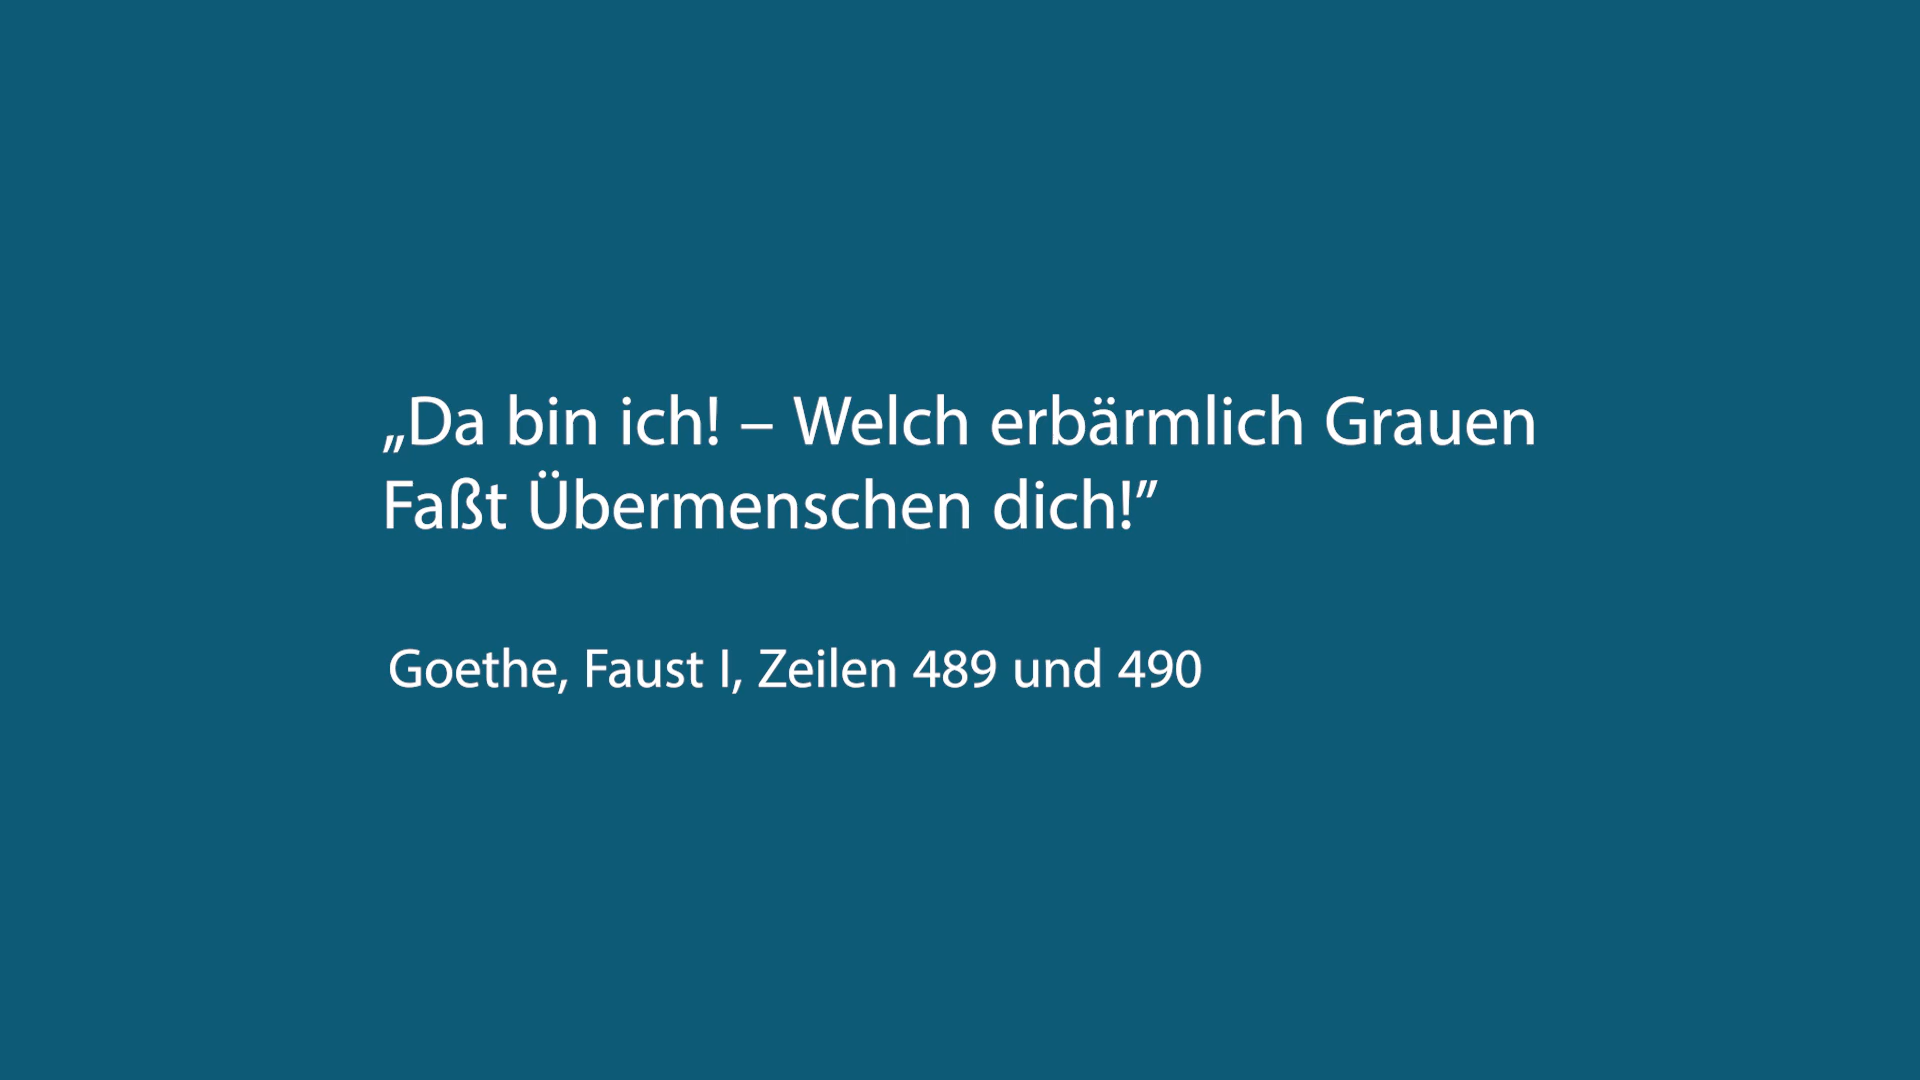 „Da bin ich! – Welch erbärmlich Grauen
Faßt Übermenschen dich!”
Goethe, Faust I, Zeilen 489 und 490